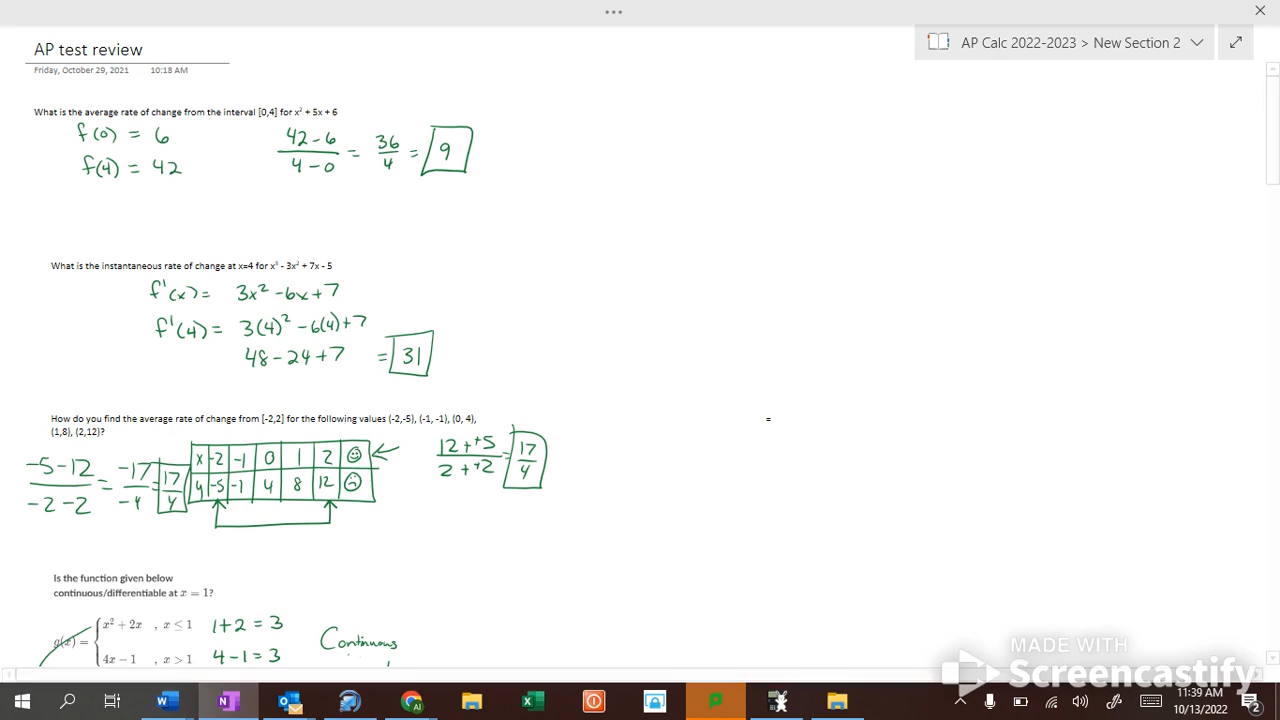 AP test review
AP Calc 2022-2023 > New Section 2
Friday, October 29, 2021 10:18 AM
What is the average rate of change from the interval [0,4] for x² + 5x + 6
f(0) = 6
f(4) = 42
42 - 6 / 4 - 0 = 36/4 = 9
What is the instantaneous rate of change at x=4 for x³ - 3x² + 7x - 5
f'(x) = 3x² - 6x + 7
f'(4) = 3(4)² - 6(4) + 7
48 - 24 + 7 = 31
How do you find the average rate of change from [-2,2] for the following values (-2,-5), (-1, -1), (0, 4),
(1,8), (2,12)?
=
-5 - 12 / -2 - 2 = -17 / -4 = 17/4
x -2 -1 0 1 2
y -5 -1 4 8 12
12 + +5 / 2 + +2 = 17/4
Is the function given below
continuous/differentiable at x = 1?
g(x) = { x² + 2x , x ≤ 1
4x − 1 , x > 1
1 + 2 = 3
4 - 1 = 3
Continuous
MADE WITH
Screencastify
11:39 AM
10/13/2022